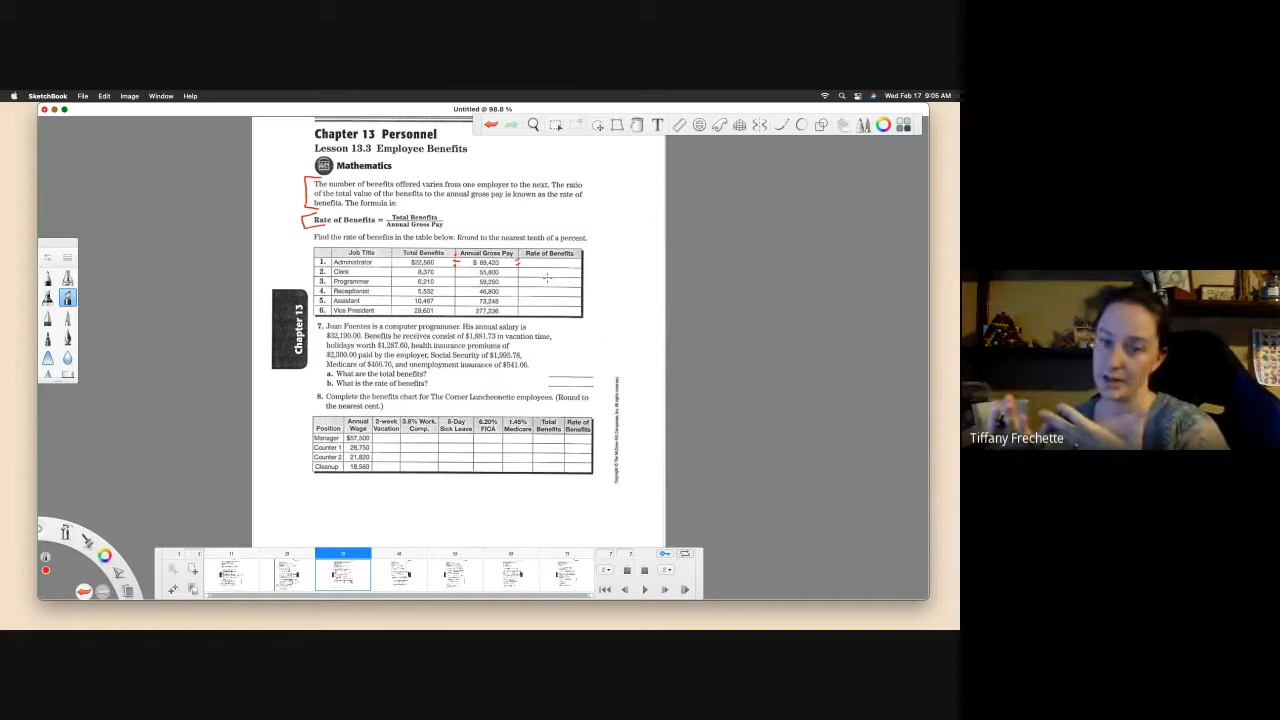 SketchBook File Edit Image Window Help
Wed Feb 17 9:05 AM
Untitled @ 98.8 %
Chapter 13 Personnel
Lesson 13.3 Employee Benefits
Mathematics
The number of benefits offered varies from one employer to the next. The ratio
of the total value of the benefits to the annual gross pay is known as the rate of
benefits. The formula is:
Rate of Benefits = Total Benefits
Annual Gross Pay
Find the rate of benefits in the table below. Round to the nearest tenth of a percent.
Job Title Total Benefits Annual Gross Pay Rate of Benefits
1. Administrator $22,560 ÷ $ 69,420 =
2. Clerk 8,370 55,800
3. Programmer 6,210 59,250
4. Receptionist 5,532 46,800
5. Assistant 10,467 73,248
6. Vice President 29,601 277,236
7. Juan Fuentes is a computer programmer. His annual salary is
$32,190.00. Benefits he receives consist of $1,881.73 in vacation time,
holidays worth $1,287.60, health insurance premiums of
$2,300.00 paid by the employer, Social Security of $1,995.78,
Medicare of $466.76, and unemployment insurance of $541.06.
a. What are the total benefits?
b. What is the rate of benefits?
8. Complete the benefits chart for The Corner Luncheonette employees. (Round to
the nearest cent.)
Position Annual Wage 2-week Vacation 3.6% Work. Comp. 8-Day Sick Leave 6.20% FICA 1.45% Medicare Total Benefits Rate of Benefits
Manager $57,500
Counter 1 26,750
Counter 2 21,820
Cleanup 18,560
Chapter 13
Tiffany Frechette